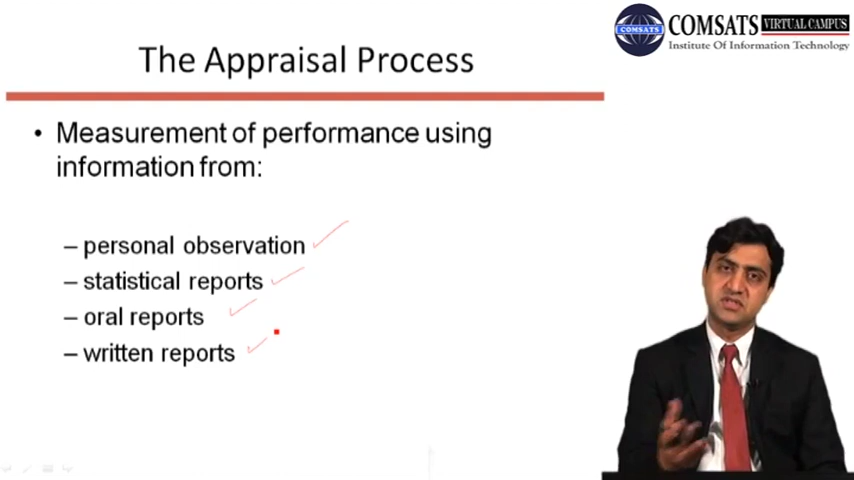 COMSATS VIRTUAL CAMPUS
Institute Of Information Technology
COMSATS
The Appraisal Process
• Measurement of performance using
information from:
– personal observation
– statistical reports
– oral reports
– written reports